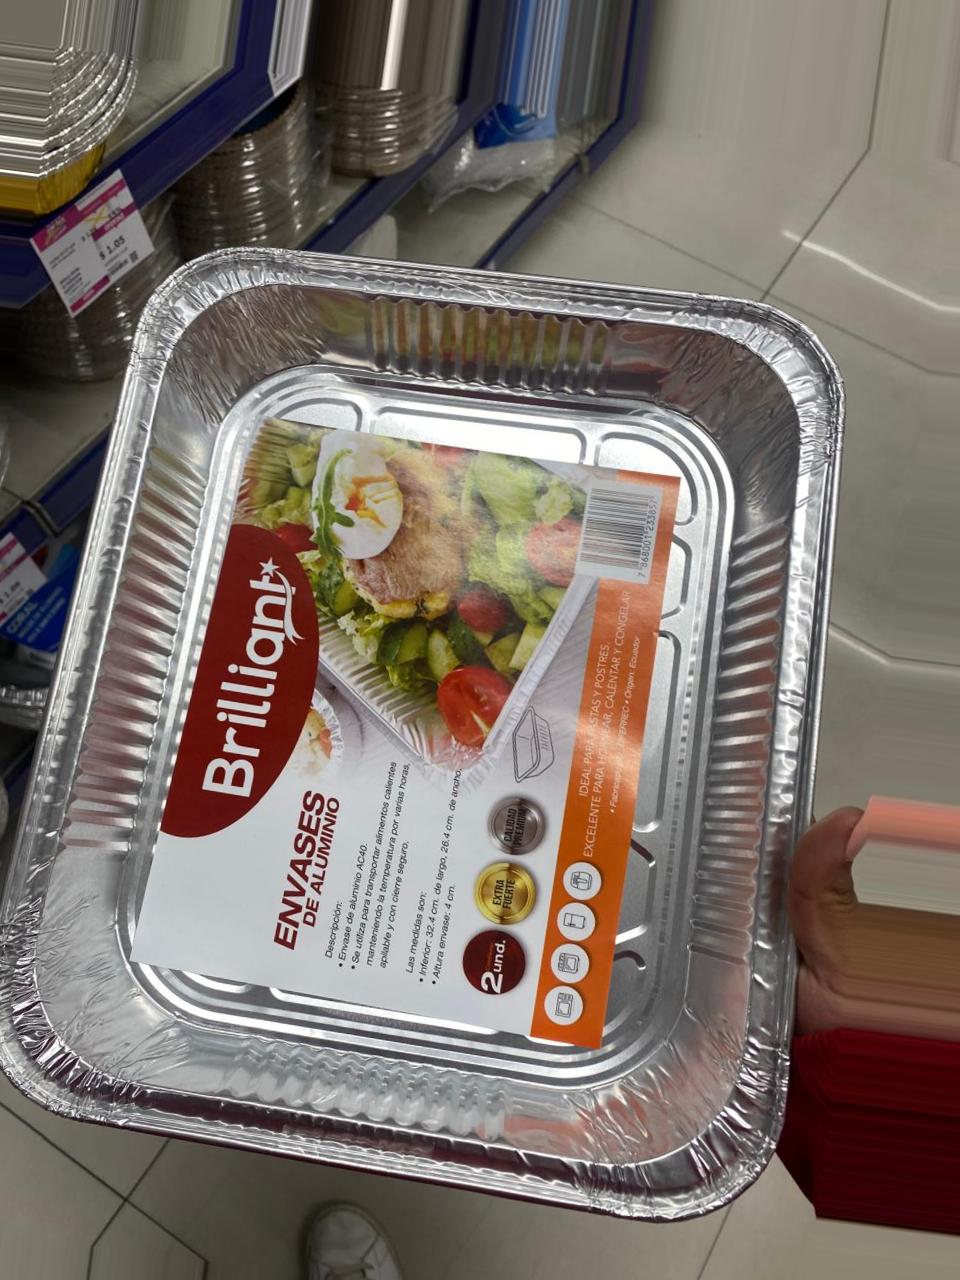 Brilliant
ENVASES
DE ALUMINIO
Descripción:
• Envase de aluminio AC40.
• Se utiliza para transportar alimentos calientes
manteniendo la temperatura por varias horas,
apilable y con cierre seguro.
Las medidas son:
• Inferior: 32.4 cm. de largo, 26.4 cm. de ancho.
• Altura envase: 4 cm.
2und.
EXTRA
FUERTE
CALIDAD
PREMIUM
IDEAL PARA PASTAS Y POSTRES.
EXCELENTE PARA HORNEAR, CALENTAR Y CONGELAR
• Origen: Ecuador
7 868001 233857
$ 1.05